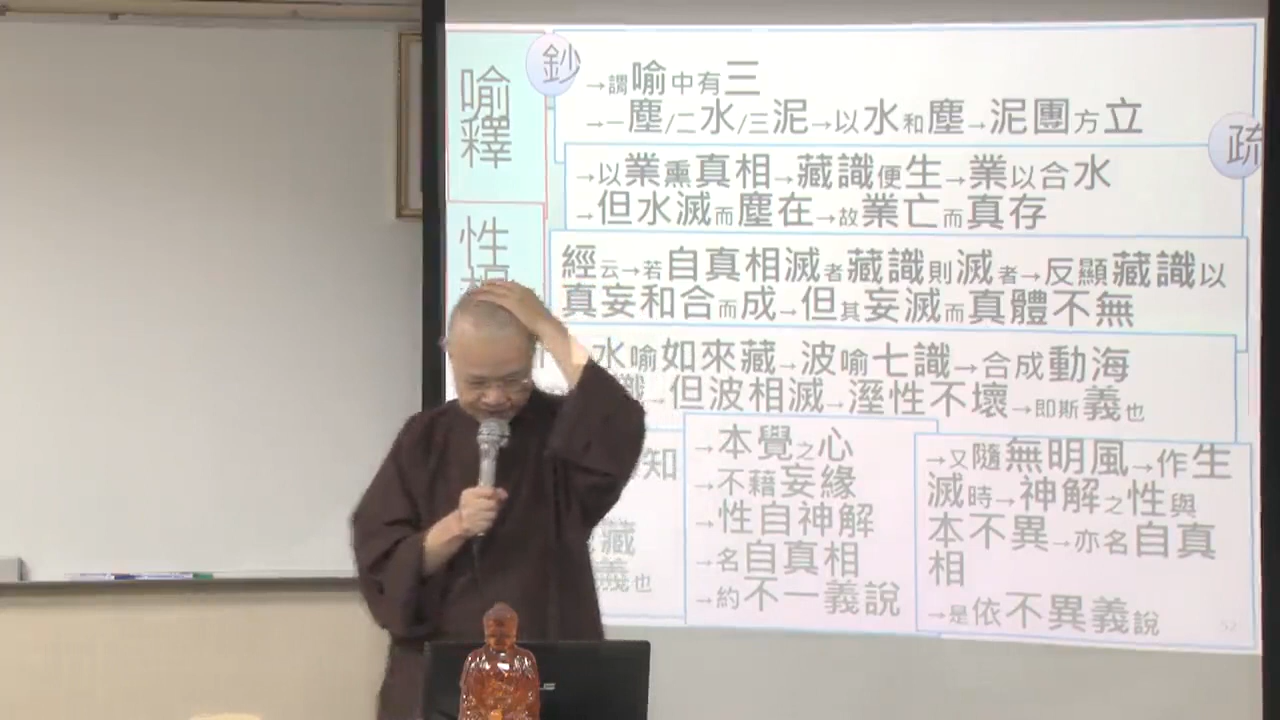 喻釋
鈔
→謂喻中有三
→一塵/二水/三泥→以水和塵→泥團方立
疏
→以業熏真相→藏識便生→業以合水
→但水滅而塵在→故業亡而真存
性
經云→若自真相滅者藏識則滅者→反顯藏識以
真妄和合而成→但其妄滅而真體不無
水喻如來藏→波喻七識→合成動海
識→但波相滅→溼性不壞→即斯義也
知
藏
義也
→本覺之心
→不藉妄緣
→性自神解
→名自真相
→約不一義說
→又隨無明風→作生
滅時→神解之性與
本不異→亦名自真
相
→是依不異義說
52